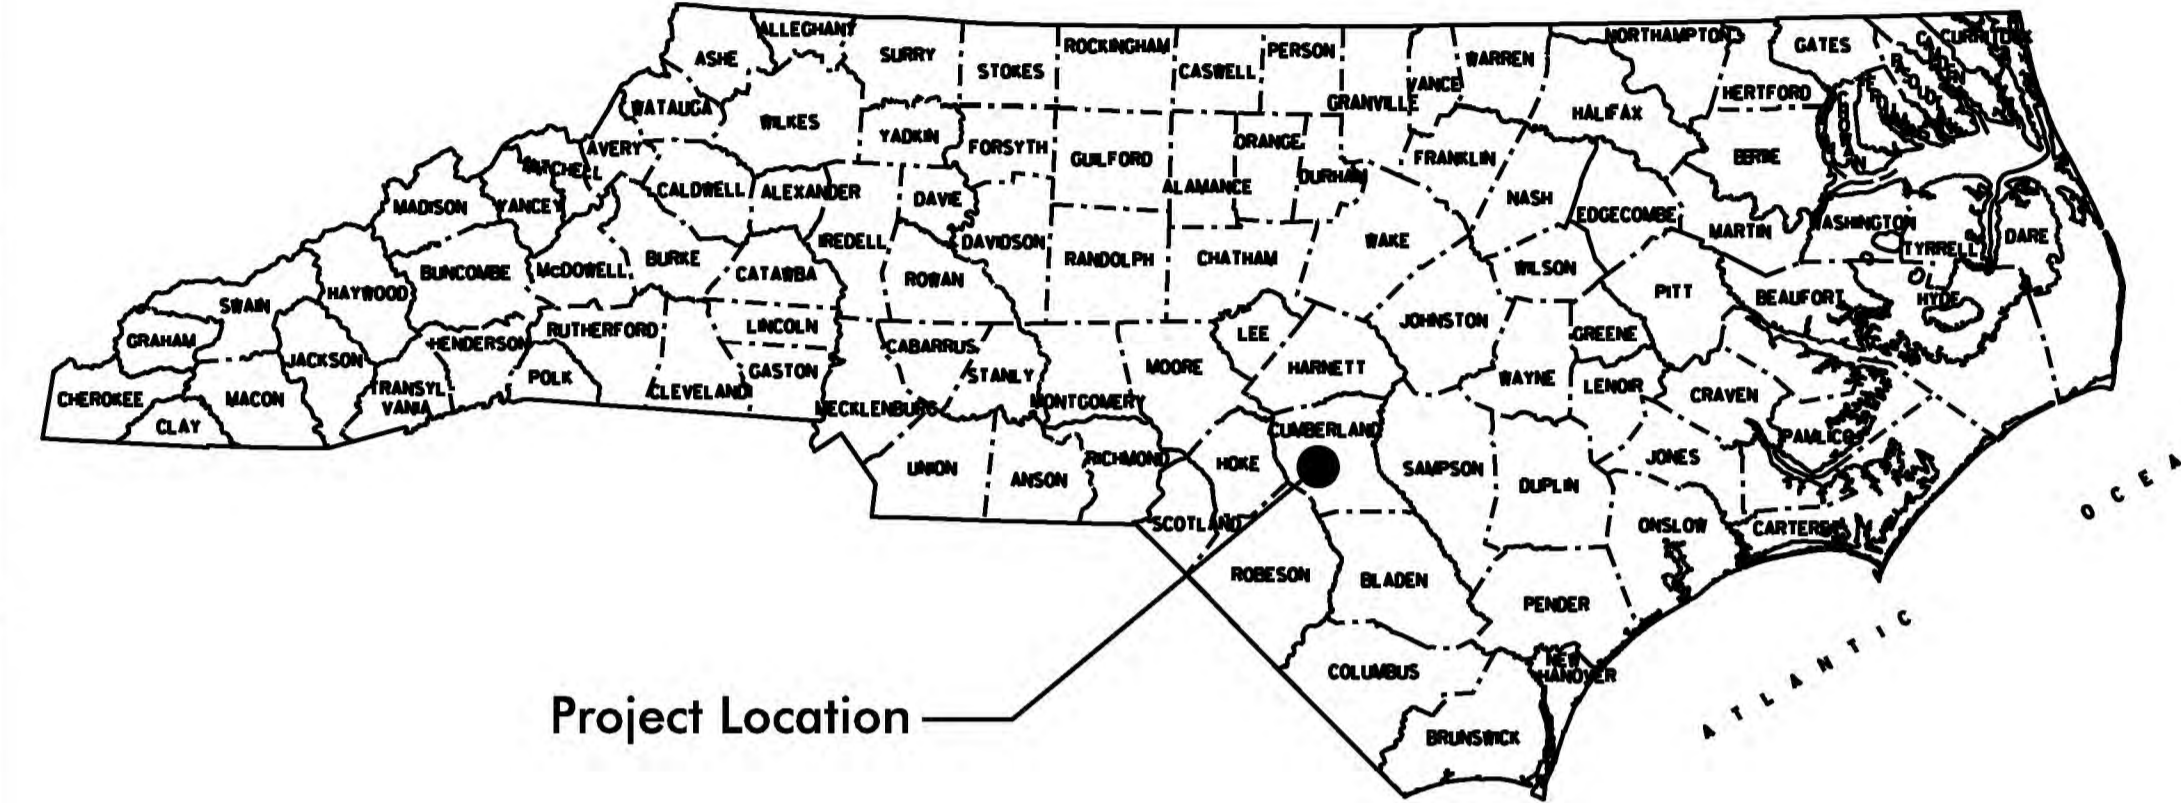 ALLEGHANY
ASHE
SURRY
STOKES
ROCKINGHAM
CASWELL
PERSON
GRANVILLE
VANCE
WARREN
NORTHAMPTON
GATES
CAMDEN
CURRITUCK
WATAUGA
WILKES
YADKIN
FORSYTH
GUILFORD
ALAMANCE
ORANGE
DURHAM
FRANKLIN
HALIFAX
HERTFORD
BERTIE
CHOWAN
MITCHELL
AVERY
MADISON
YANCEY
CALDWELL
ALEXANDER
DAVIE
IREDELL
DAVIDSON
RANDOLPH
CHATHAM
WAKE
NASH
EDGECOMBE
MARTIN
WASHINGTON
TYRRELL
DARE
SWAIN
HAYWOOD
BUNCOMBE
McDOWELL
BURKE
CATAWBA
ROWAN
WILSON
PITT
BEAUFORT
HYDE
GRAHAM
JACKSON
HENDERSON
RUTHERFORD
LINCOLN
CABARRUS
LEE
JOHNSTON
GREENE
CHEROKEE
CLAY
MACON
TRANSYL
VANIA
POLK
CLEVELAND
GASTON
MECKLENBURG
STANLY
MONTGOMERY
MOORE
HARNETT
WAYNE
LENOIR
CRAVEN
PAMLICO
UNION
ANSON
RICHMOND
HOKE
CUMBERLAND
SAMPSON
DUPLIN
JONES
SCOTLAND
ONSLOW
ROBESON
BLADEN
PENDER
COLUMBUS
NEW
HANOVER
BRUNSWICK
Project Location
ATLANTIC